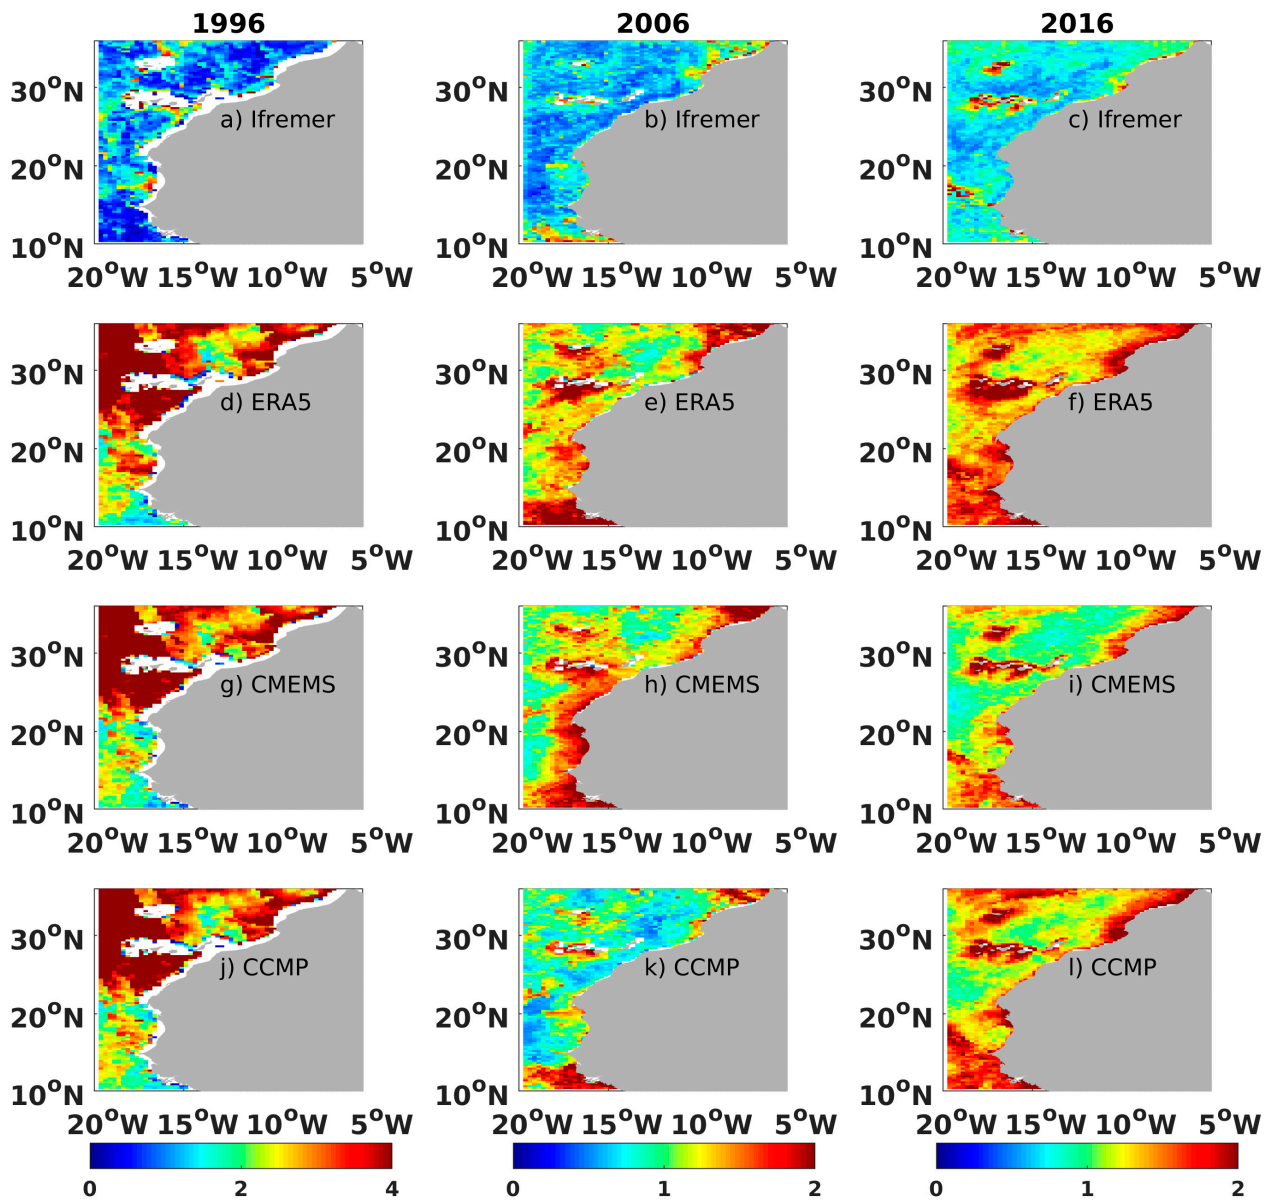 1996 2006 2016
30°N 30°N 30°N
a) Ifremer b) Ifremer c) Ifremer
20°N 20°N 20°N
10°N 10°N 10°N
20°W 15°W 10°W 5°W 20°W 15°W 10°W 5°W 20°W 15°W 10°W 5°W
30°N 30°N 30°N
d) ERA5 e) ERA5 f) ERA5
20°N 20°N 20°N
10°N 10°N 10°N
20°W 15°W 10°W 5°W 20°W 15°W 10°W 5°W 20°W 15°W 10°W 5°W
30°N 30°N 30°N
g) CMEMS h) CMEMS i) CMEMS
20°N 20°N 20°N
10°N 10°N 10°N
20°W 15°W 10°W 5°W 20°W 15°W 10°W 5°W 20°W 15°W 10°W 5°W
30°N 30°N 30°N
j) CCMP k) CCMP l) CCMP
20°N 20°N 20°N
10°N 10°N 10°N
20°W 15°W 10°W 5°W 20°W 15°W 10°W 5°W 20°W 15°W 10°W 5°W
0 2 4 0 1 2 0 1 2